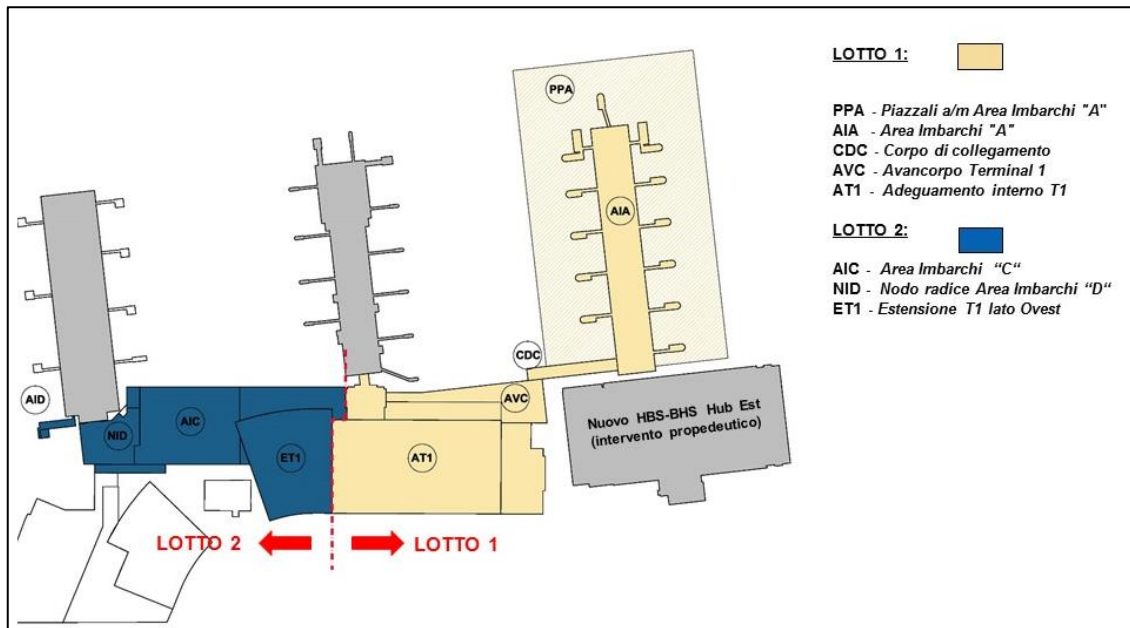 LOTTO 1:
PPA - Piazzali a/m Area Imbarchi "A"
AIA - Area Imbarchi "A"
CDC - Corpo di collegamento
AVC - Avancorpo Terminal 1
AT1 - Adeguamento interno T1
LOTTO 2:
AIC - Area Imbarchi “C“
NID - Nodo radice Area Imbarchi “D“
ET1 - Estensione T1 lato Ovest
PPA
AIA
CDC
AVC
AID
AIC
NID
ET1
AT1
Nuovo HBS-BHS Hub Est
(intervento propedeutico)
LOTTO 2
LOTTO 1